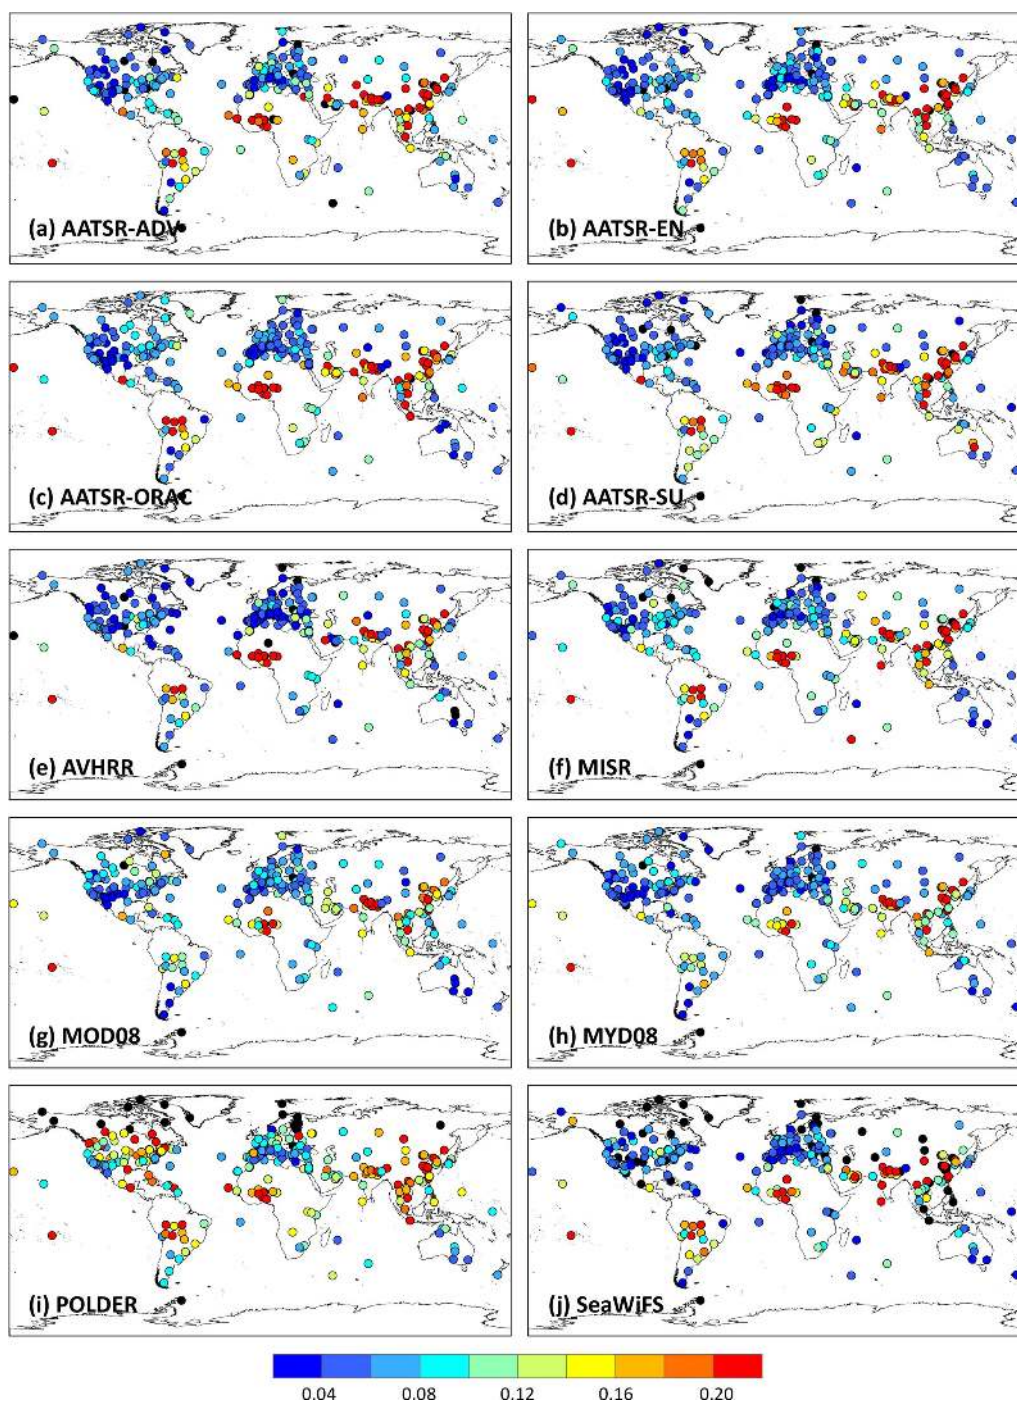 (a) AATSR-ADV
(b) AATSR-EN
(c) AATSR-ORAC
(d) AATSR-SU
(e) AVHRR
(f) MISR
(g) MOD08
(h) MYD08
(i) POLDER
(j) SeaWiFS
0.04 0.08 0.12 0.16 0.20